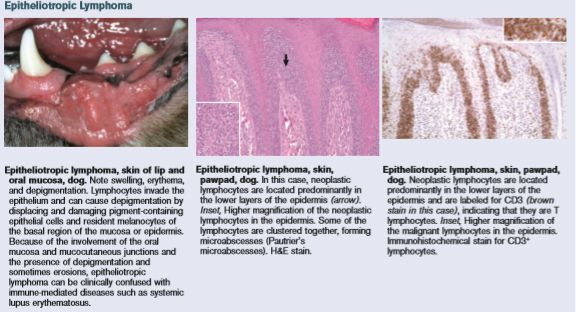 Epitheliotropic Lymphoma
Epitheliotropic lymphoma, skin of lip and
oral mucosa, dog. Note swelling, erythema,
and depigmentation. Lymphocytes invade the
epithelium and can cause depigmentation by
displacing and damaging pigment-containing
epithelial cells and resident melanocytes of
the basal region of the mucosa or epidermis.
Because of the involvement of the oral
mucosa and mucocutaneous junctions and
the presence of depigmentation and
sometimes erosions, epitheliotropic
lymphoma can be clinically confused with
immune-mediated diseases such as systemic
lupus erythematosus.
Epitheliotropic lymphoma, skin,
pawpad, dog. In this case, neoplastic
lymphocytes are located predominantly in
the lower layers of the epidermis (arrow).
Inset, Higher magnification of the neoplastic
lymphocytes in the epidermis. Some of the
lymphocytes are clustered together, forming
microabscesses (Pautrier's
microabscesses). H&E stain.
Epitheliotropic lymphoma, skin, pawpad,
dog. Neoplastic lymphocytes are located
predominantly in the lower layers of the
epidermis and are labeled for CD3 (brown
stain in this case), indicating that they are T
lymphocytes. Inset, Higher magnification of
the malignant lymphocytes in the epidermis.
Immunohistochemical stain for CD3⁺
lymphocytes.